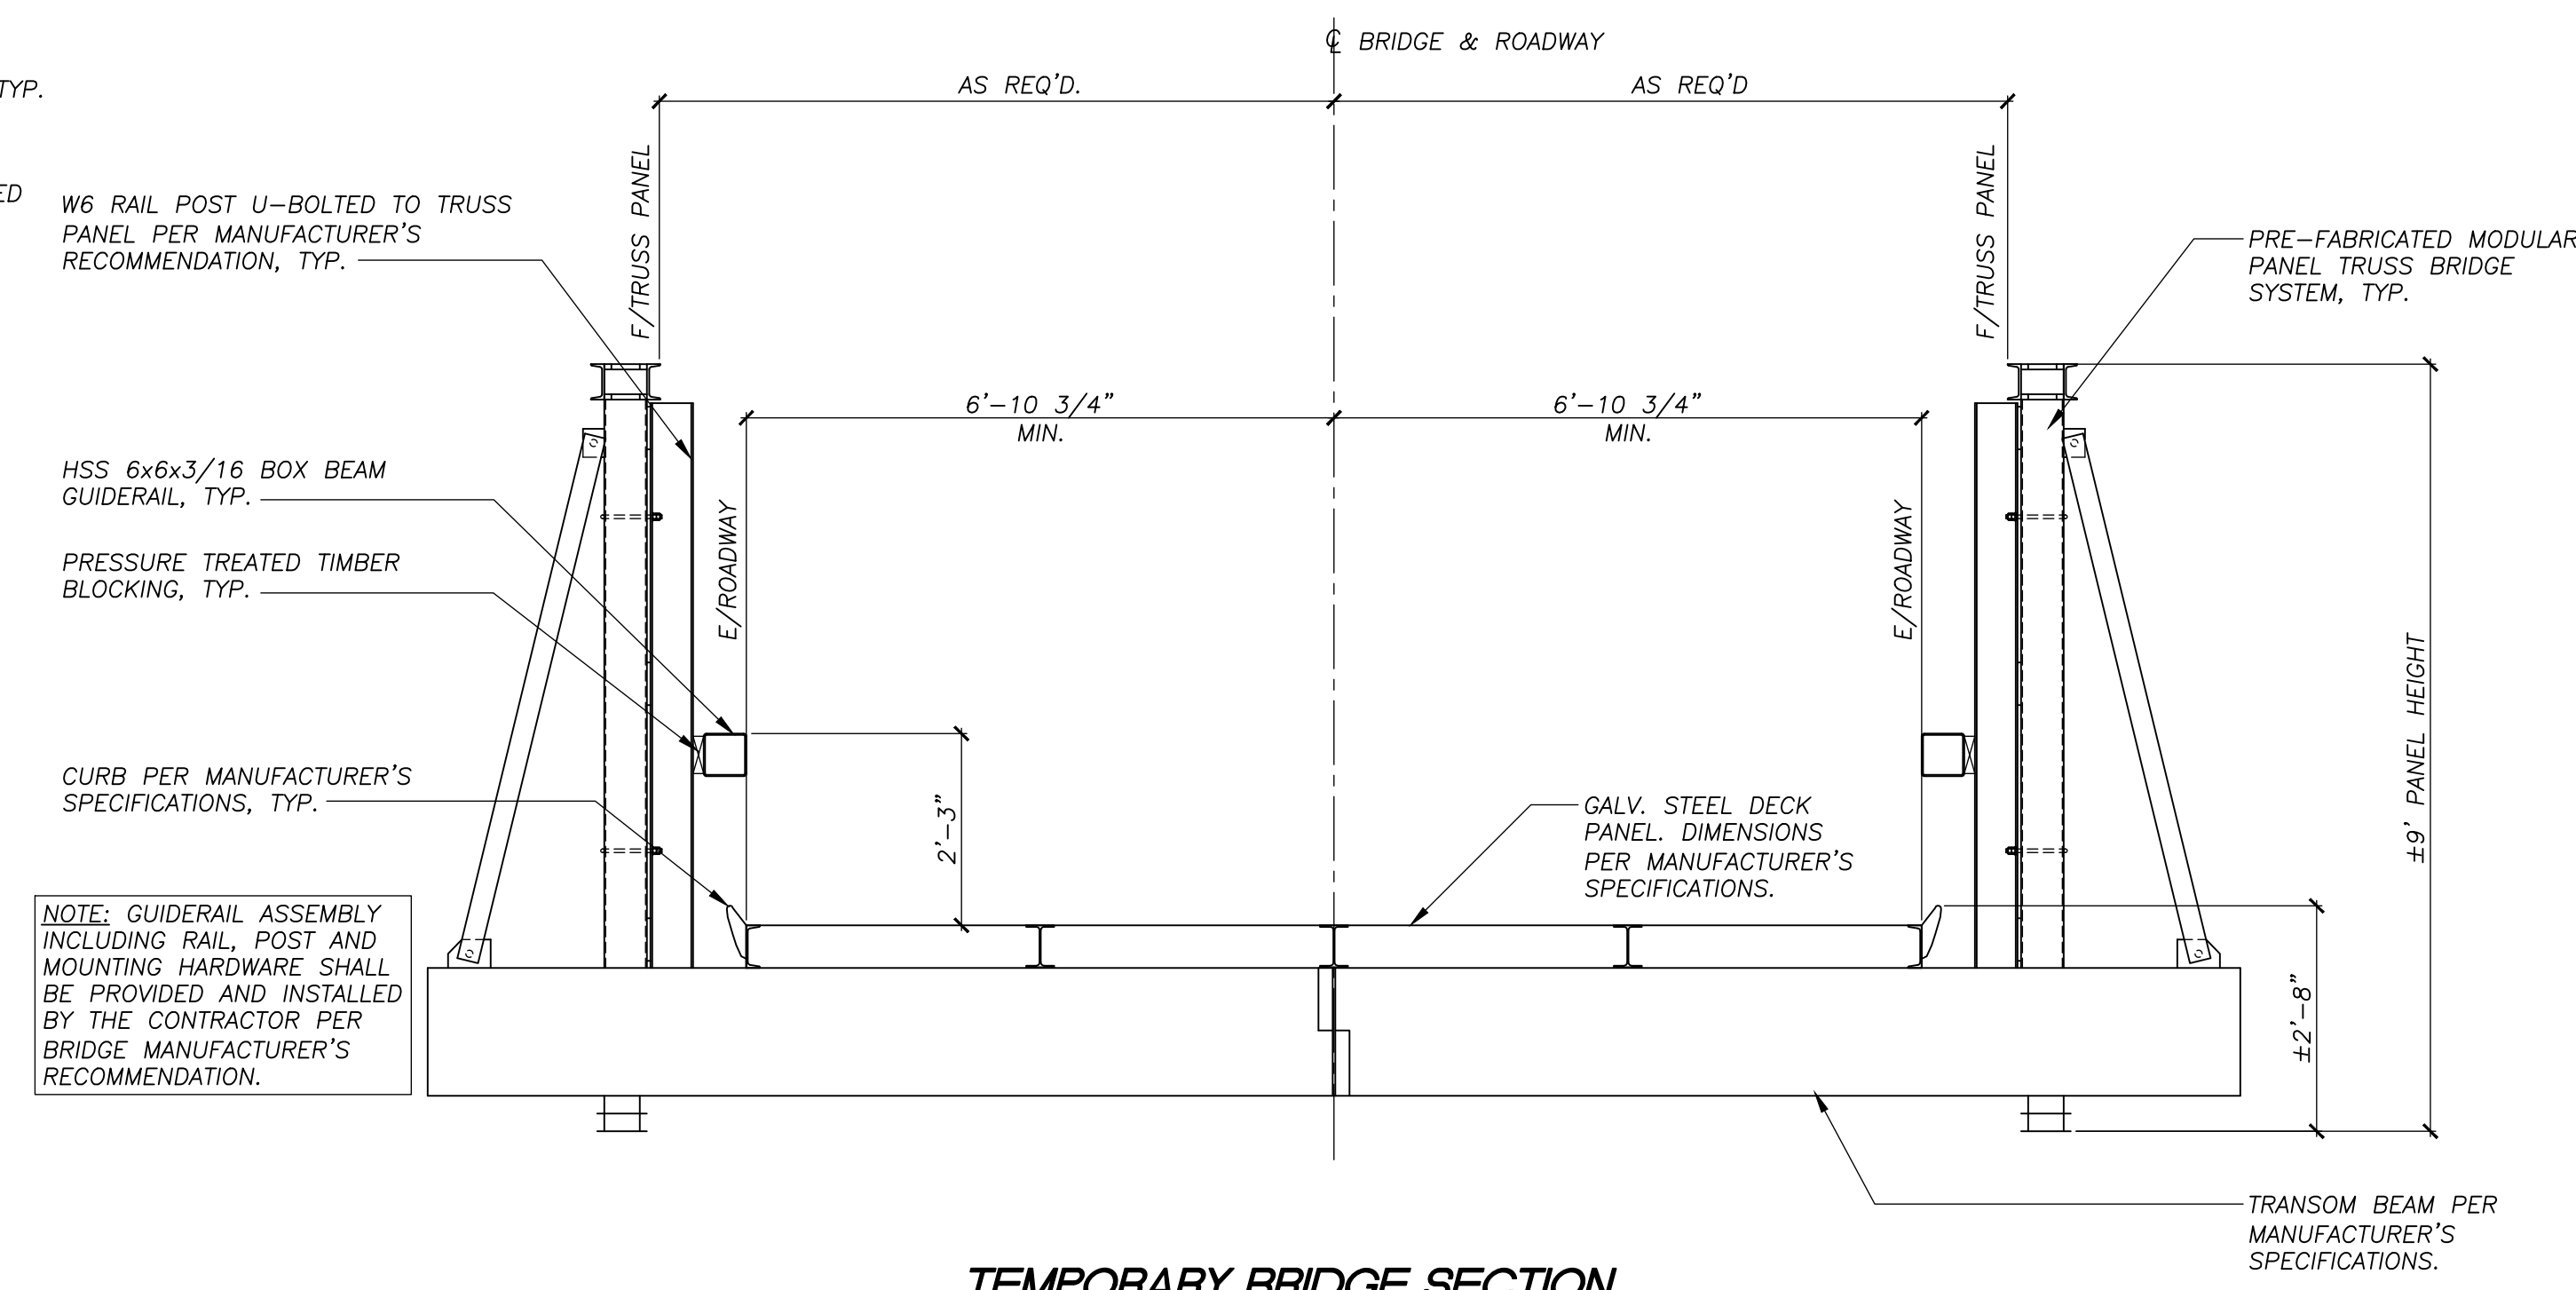 ℄ BRIDGE & ROADWAY
TYP.
AS REQ'D.
AS REQ'D
F/TRUSS PANEL
F/TRUSS PANEL
W6 RAIL POST U-BOLTED TO TRUSS
PANEL PER MANUFACTURER'S
RECOMMENDATION, TYP.
PRE-FABRICATED MODULAR
PANEL TRUSS BRIDGE
SYSTEM, TYP.
6'-10 3/4"
MIN.
6'-10 3/4"
MIN.
HSS 6x6x3/16 BOX BEAM
GUIDERAIL, TYP.
E/ROADWAY
E/ROADWAY
PRESSURE TREATED TIMBER
BLOCKING, TYP.
±9' PANEL HEIGHT
CURB PER MANUFACTURER'S
SPECIFICATIONS, TYP.
2'-3"
GALV. STEEL DECK
PANEL. DIMENSIONS
PER MANUFACTURER'S
SPECIFICATIONS.
NOTE: GUIDERAIL ASSEMBLY
INCLUDING RAIL, POST AND
MOUNTING HARDWARE SHALL
BE PROVIDED AND INSTALLED
BY THE CONTRACTOR PER
BRIDGE MANUFACTURER'S
RECOMMENDATION.
±2'-8"
TRANSOM BEAM PER
MANUFACTURER'S
SPECIFICATIONS.
TEMPORARY BRIDGE SECTION